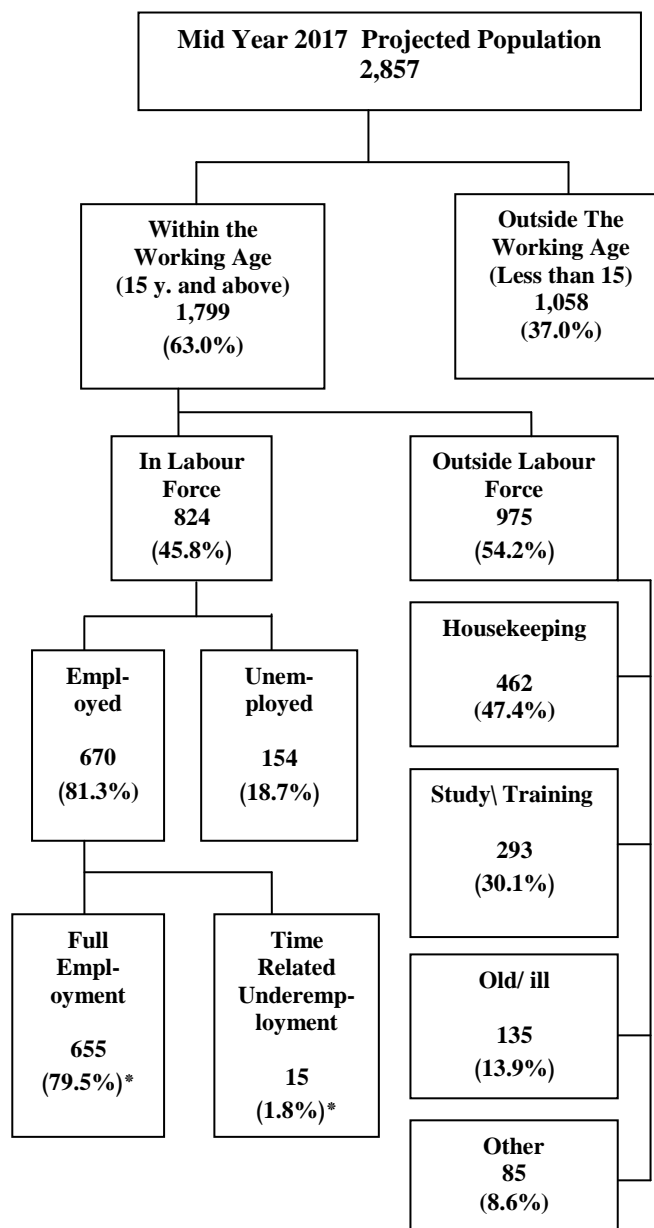 Mid Year 2017 Projected Population
2,857
Within the
Working Age
(15 y. and above)
1,799
(63.0%)
Outside The
Working Age
(Less than 15)
1,058
(37.0%)
In Labour
Force
824
(45.8%)
Outside Labour
Force
975
(54.2%)
Empl-
oyed
670
(81.3%)
Unem-
ployed
154
(18.7%)
Housekeeping
462
(47.4%)
Study\ Training
293
(30.1%)
Full
Empl-
oyment
655
(79.5%)*
Time
Related
Underemp-
loyment
15
(1.8%)*
Old/ ill
135
(13.9%)
Other
85
(8.6%)